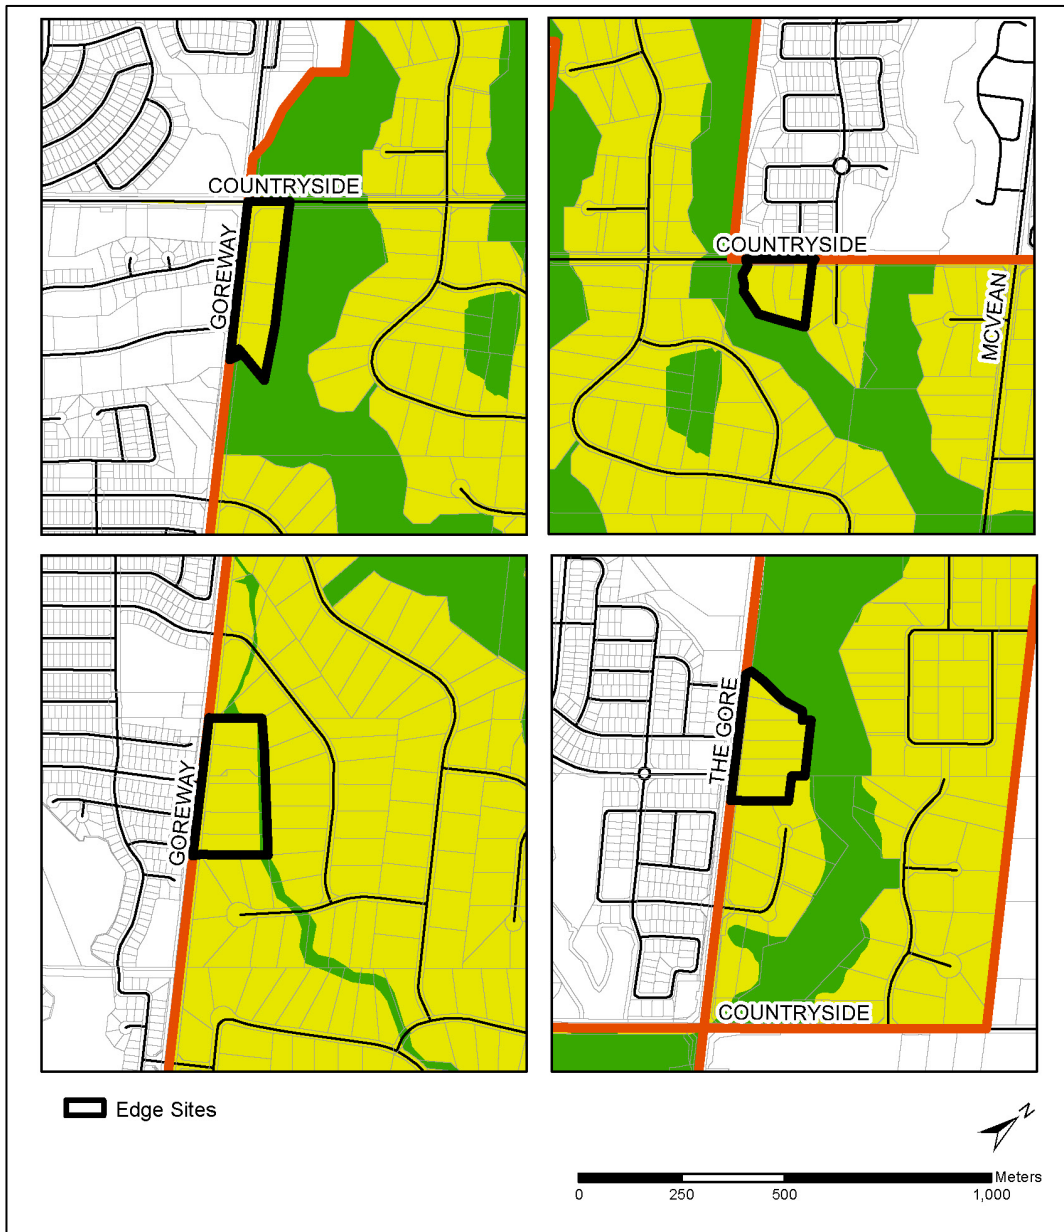 COUNTRYSIDE
GOREWAY
COUNTRYSIDE
MCVEAN
GOREWAY
THE GORE
COUNTRYSIDE
Edge Sites
N
Meters
0 250 500 1,000